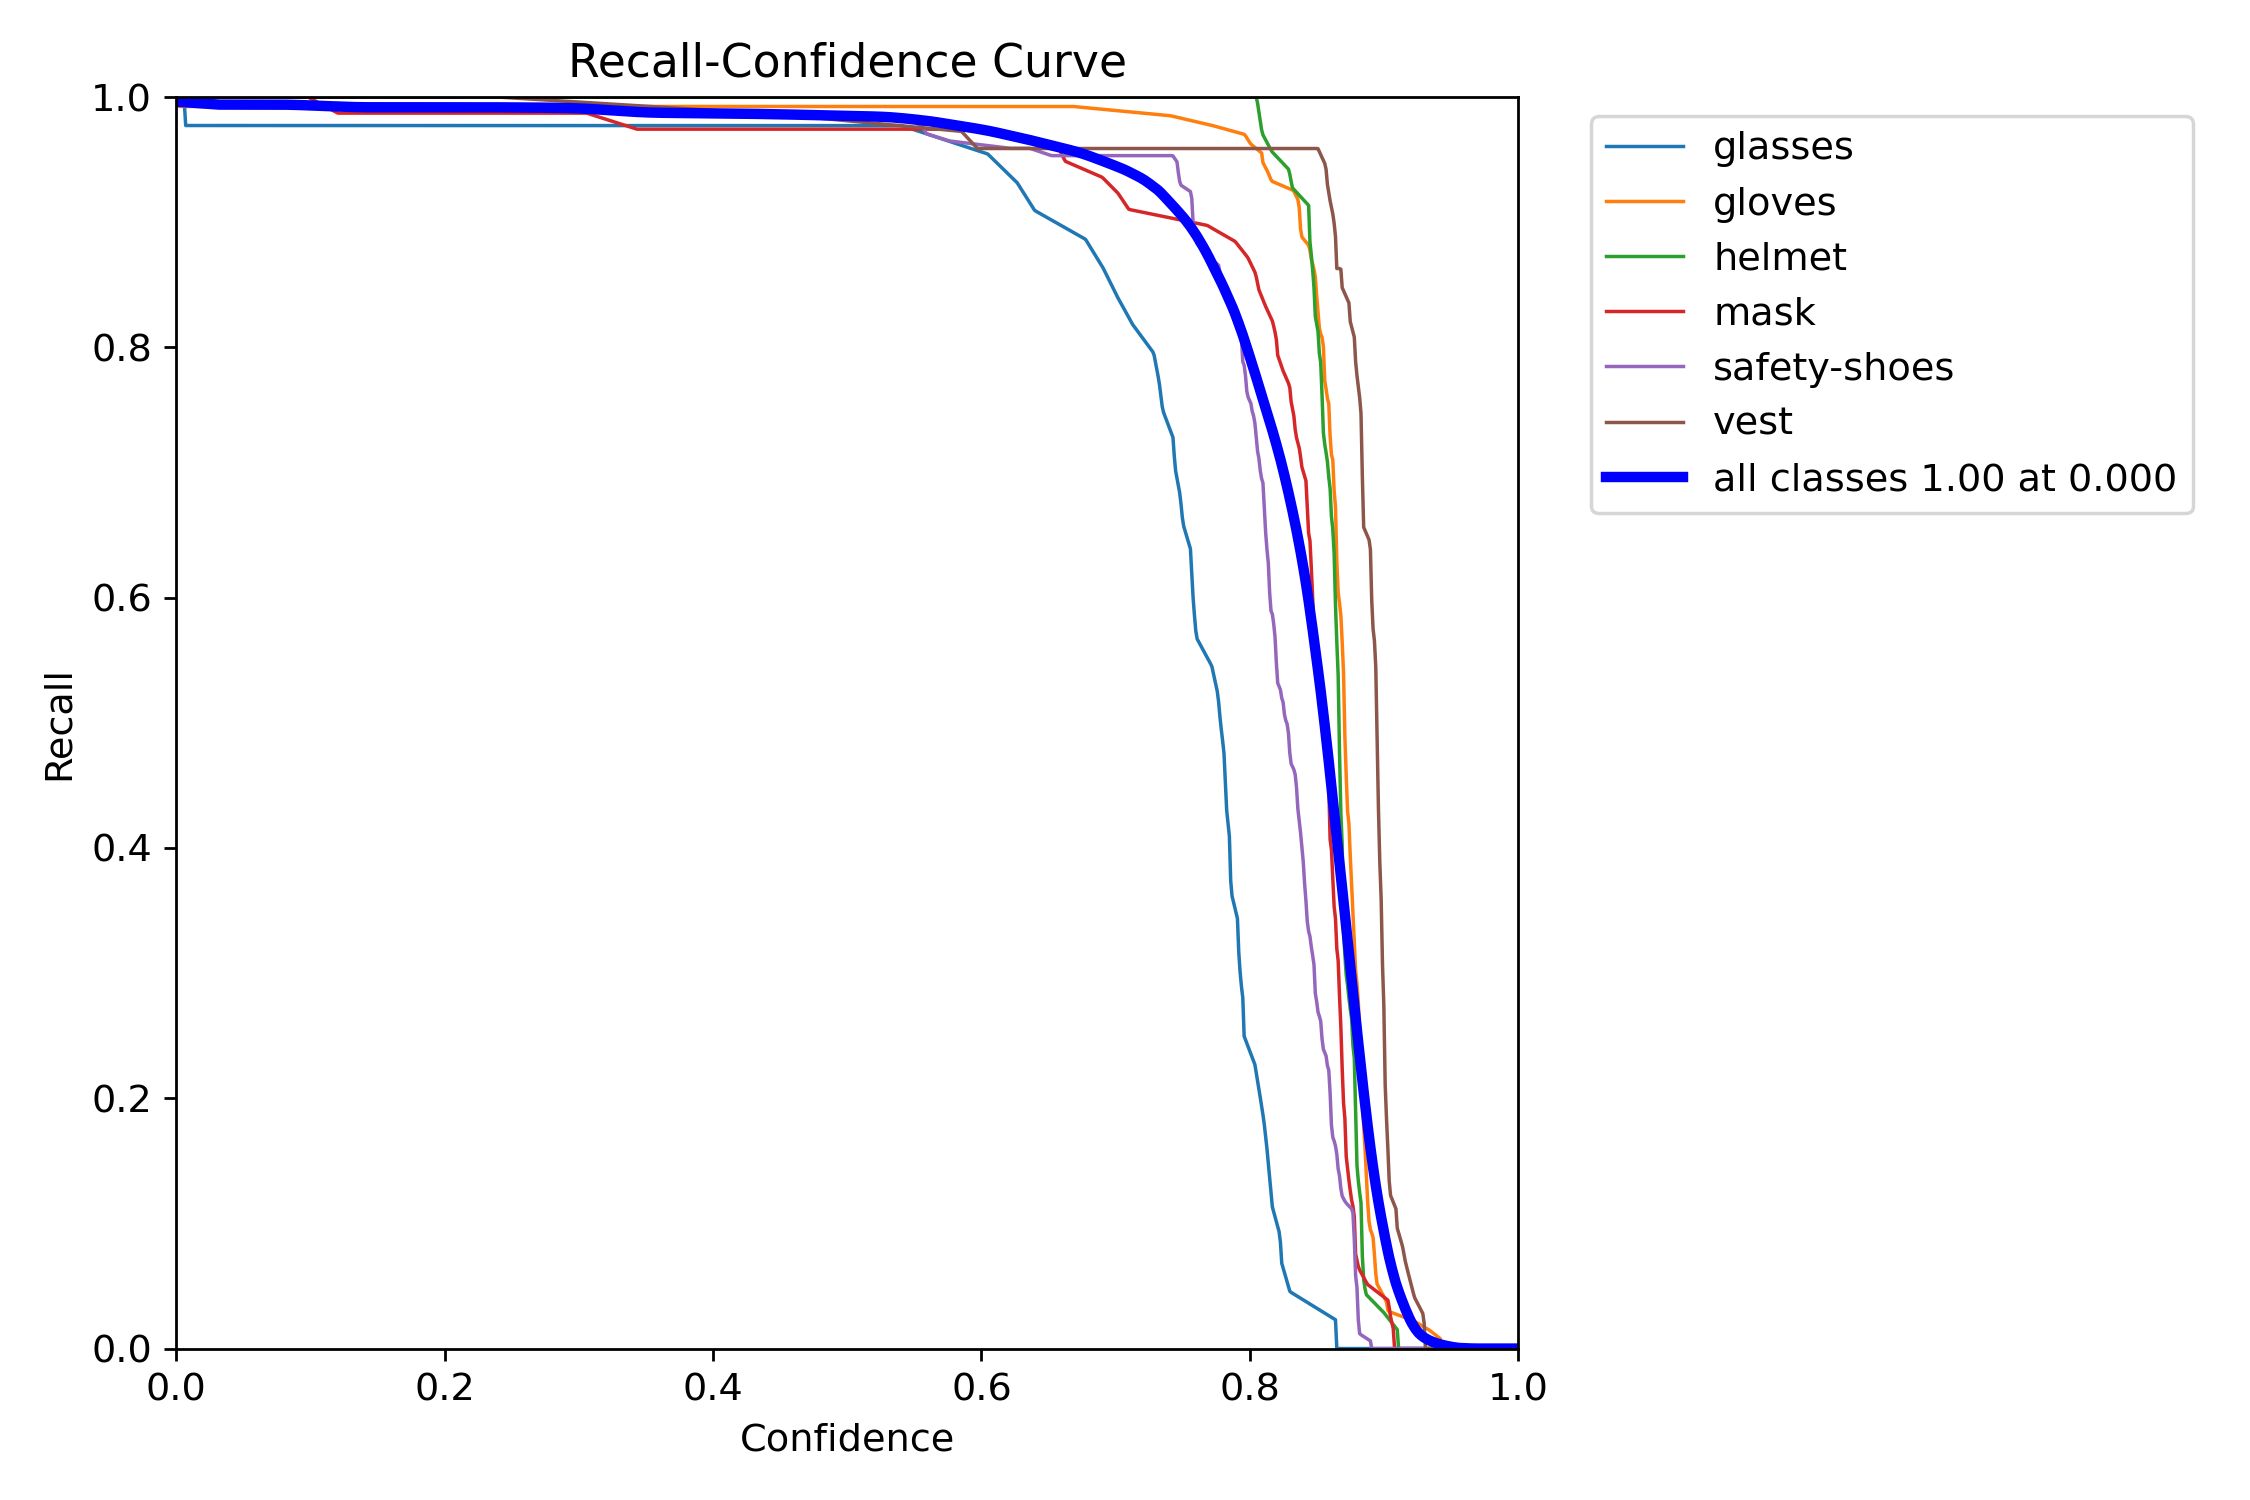 Recall-Confidence Curve
1.0
0.8
0.6
0.4
0.2
0.0
Recall
0.0 0.2 0.4 0.6 0.8 1.0
Confidence
glasses
gloves
helmet
mask
safety-shoes
vest
all classes 1.00 at 0.000